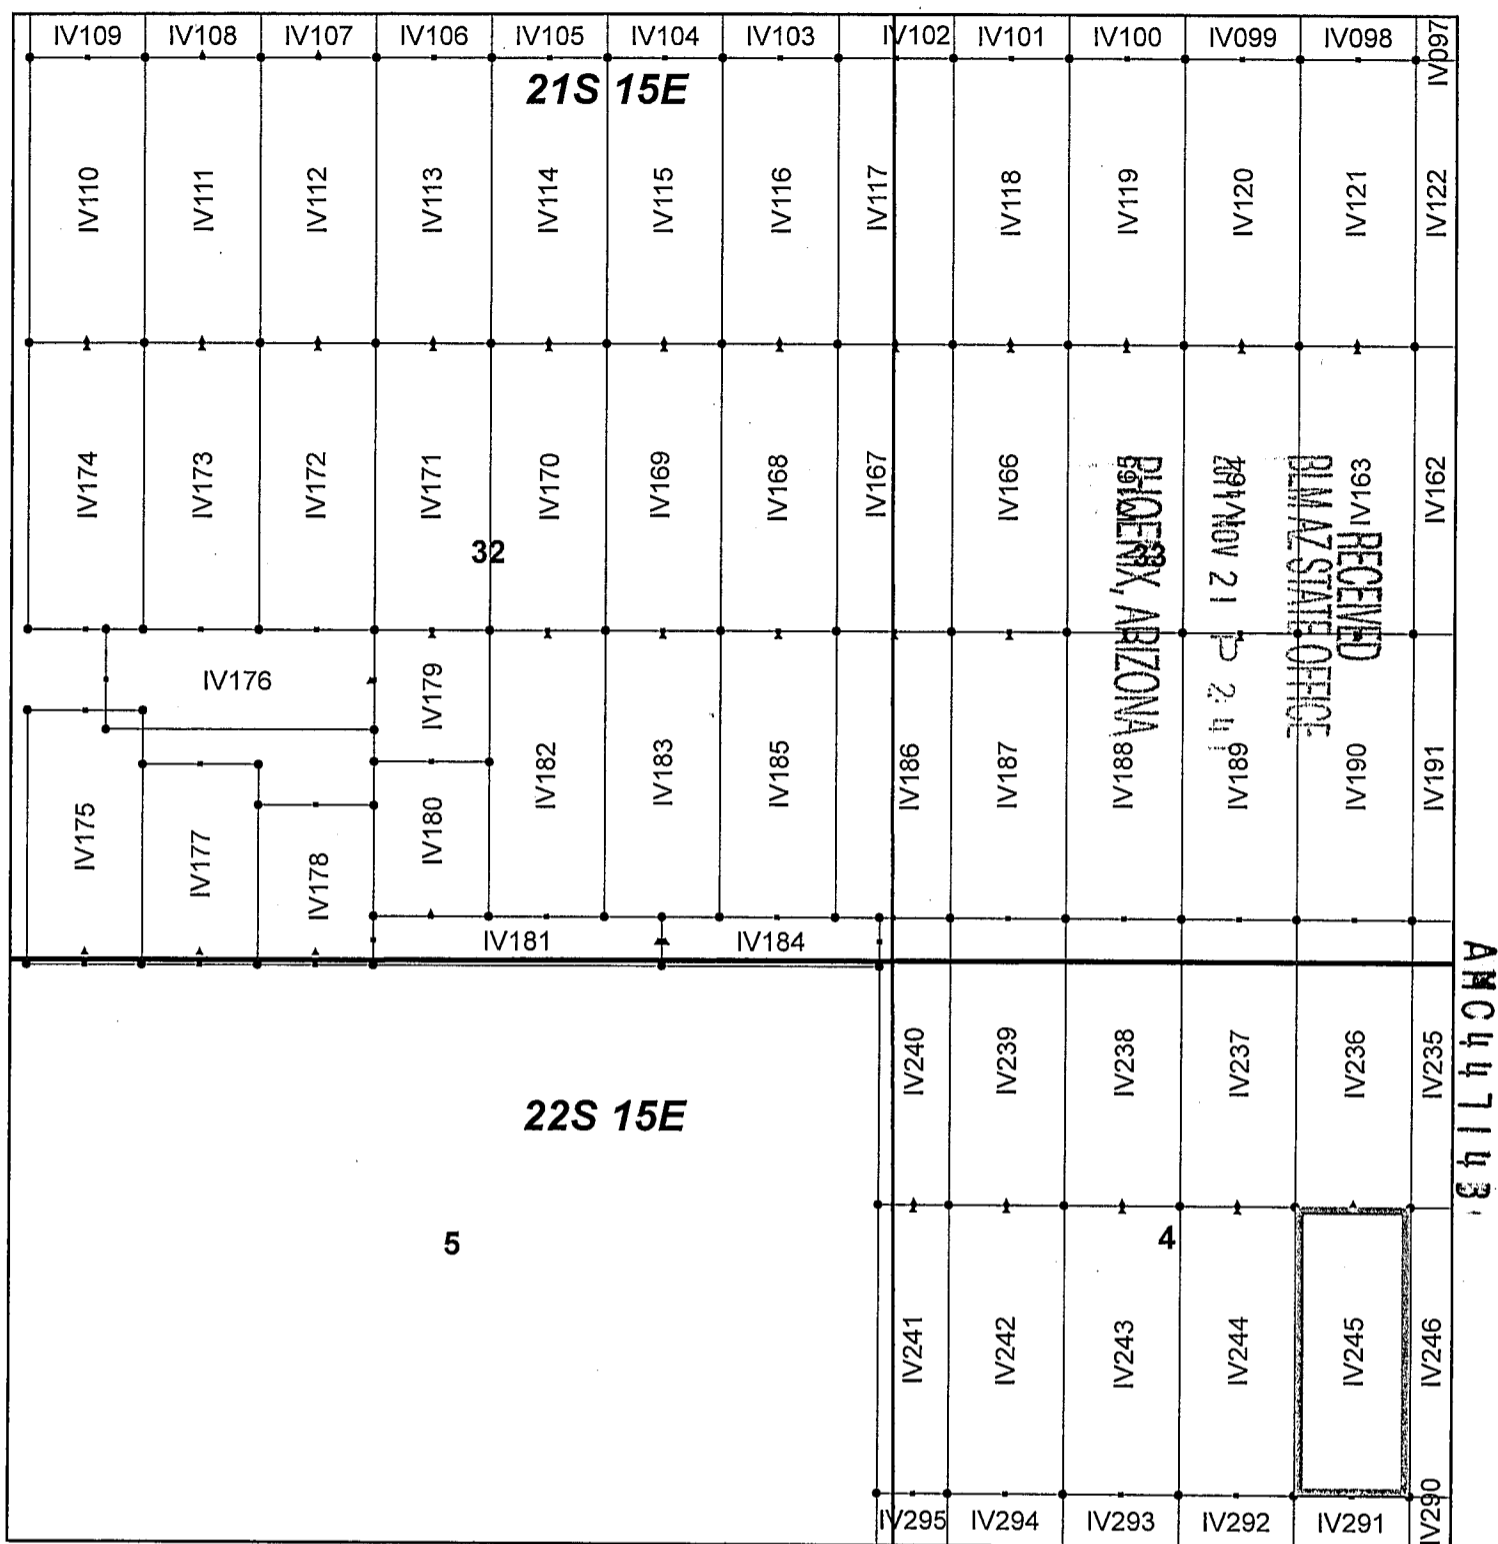 IV109 IV108 IV107 IV106 IV105 IV104 IV103 IV102 IV101 IV100 IV099 IV098 IV097
21S 15E
IV110 IV111 IV112 IV113 IV114 IV115 IV116 IV117 IV118 IV119 IV120 IV121 IV122
IV174 IV173 IV172 IV171 IV170 IV169 IV168 IV167 IV166 IV163 IV162
32
RECEIVED
BLM AZ STATE OFFICE
NOV 21 P 2:41
PHOENIX, ARIZONA
IV176 IV179
IV175 IV177 IV178 IV180 IV182 IV183 IV185 IV186 IV187 IV188 IV189 IV190 IV191
IV181 IV184
IV240 IV239 IV238 IV237 IV236 IV235
22S 15E
5
4
IV241 IV242 IV243 IV244 IV245 IV246
IV295 IV294 IV293 IV292 IV291 IV290